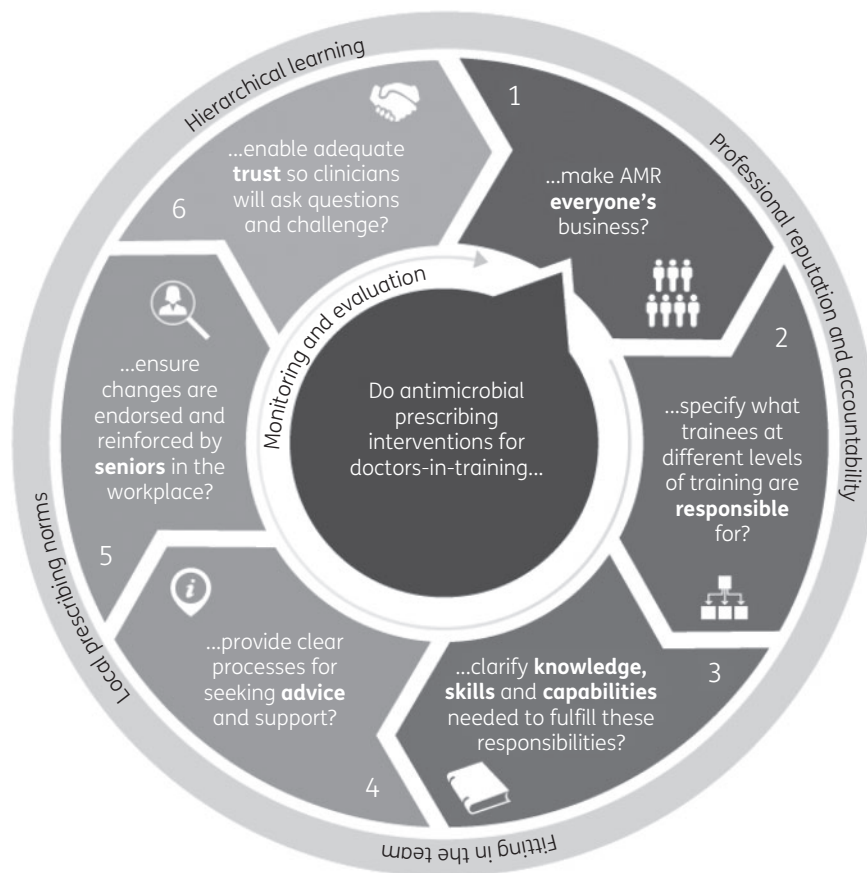 Hierarchical learning
Professional reputation and accountability
Fitting in the team
Local prescribing norms
Monitoring and evaluation
Do antimicrobial
prescribing
interventions for
doctors-in-training...
1
...make AMR
everyone's
business?
2
...specify what
trainees at
different levels
of training are
responsible
for?
3
...clarify knowledge,
skills and capabilities
needed to fulfill these
responsibilities?
4
...provide clear
processes for
seeking advice
and support?
i
5
...ensure
changes are
endorsed and
reinforced by
seniors in the
workplace?
6
...enable adequate
trust so clinicians
will ask questions
and challenge?